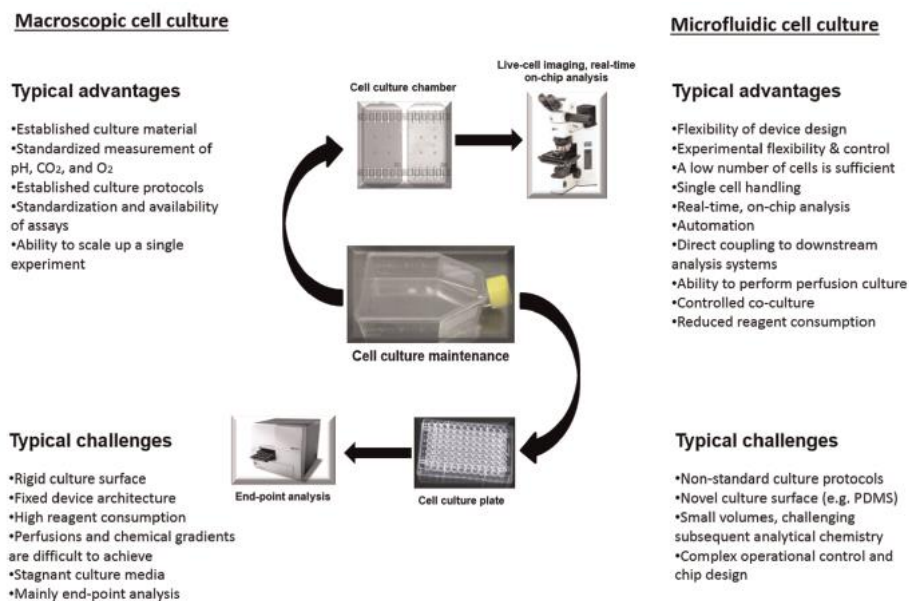 Macroscopic cell culture
Typical advantages
•Established culture material
•Standardized measurement of
pH, CO₂, and O₂
•Established culture protocols
•Standardization and availability
of assays
•Ability to scale up a single
experiment
Cell culture chamber
Live-cell imaging, real-time
on-chip analysis
Cell culture maintenance
Microfluidic cell culture
Typical advantages
•Flexibility of device design
•Experimental flexibility & control
•A low number of cells is sufficient
•Single cell handling
•Real-time, on-chip analysis
•Automation
•Direct coupling to downstream
analysis systems
•Ability to perform perfusion culture
•Controlled co-culture
•Reduced reagent consumption
Typical challenges
•Rigid culture surface
•Fixed device architecture
•High reagent consumption
•Perfusions and chemical gradients
are difficult to achieve
•Stagnant culture media
•Mainly end-point analysis
End-point analysis
Cell culture plate
Typical challenges
•Non-standard culture protocols
•Novel culture surface (e.g. PDMS)
•Small volumes, challenging
subsequent analytical chemistry
•Complex operational control and
chip design